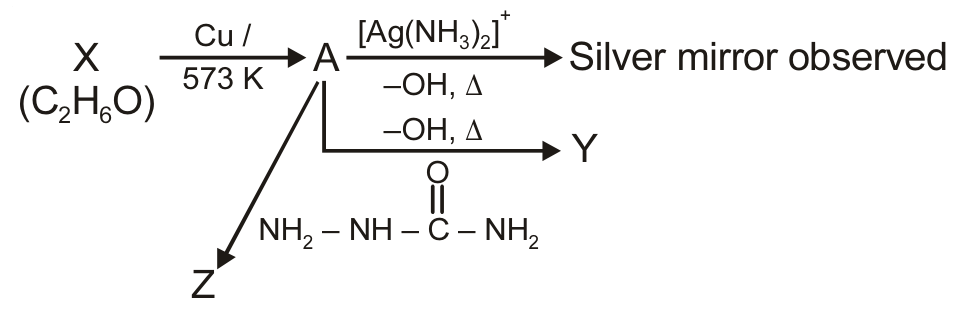 X Cu / 573 K A [Ag(NH₃)₂]⁺ –OH, Δ Silver mirror observed
(C₂H₆O)
–OH, Δ Y
O
NH₂ – NH – C – NH₂
Z